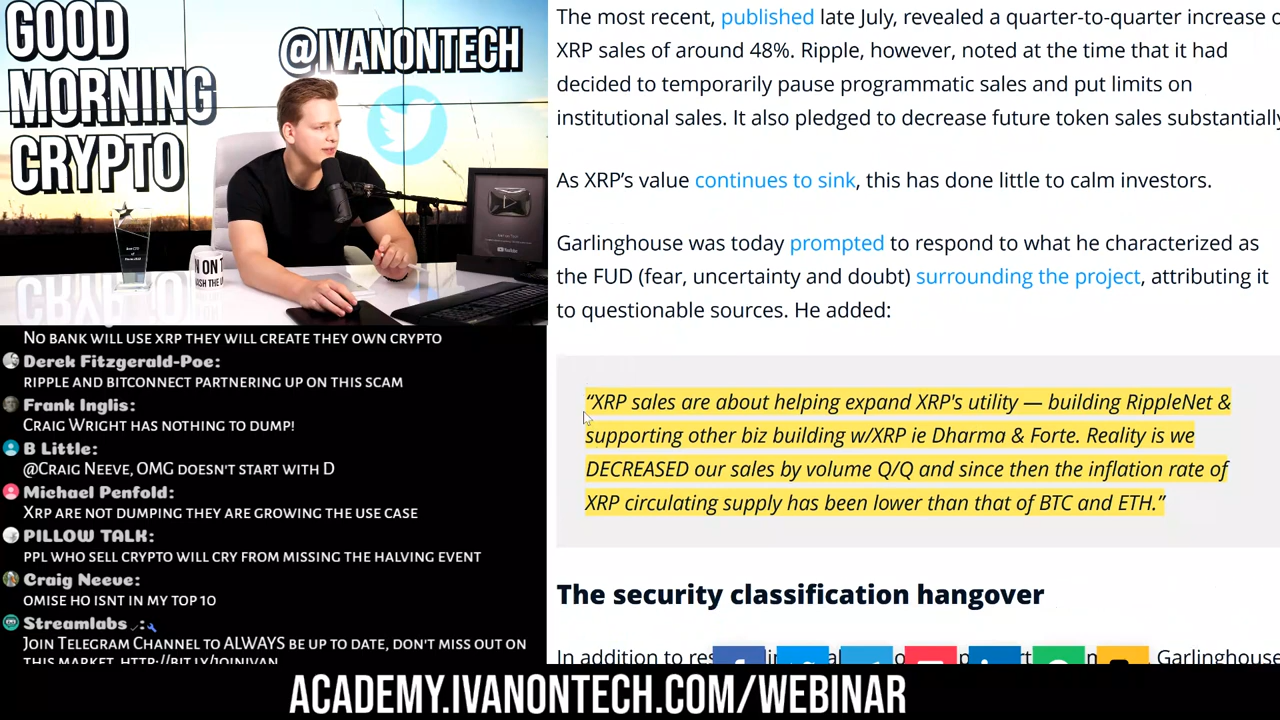 GOOD
MORNING
CRYPTO
@IVANONTECH
IN ON T
YouTube
No bank will use xrp they will create they own crypto
Derek Fitzgerald-Poe:
ripple and bitconnect partnering up on this scam
Frank Inglis:
Craig Wright has nothing to dump!
B Little:
@Craig Neeve, OMG doesn't start with D
Michael Penfold:
Xrp are not dumping they are growing the use case
PILLOW TALK:
ppl who sell crypto will cry from missing the halving event
Craig Neeve:
omise ho isnt in my top 10
Streamlabs :
Join Telegram Channel to ALWAYS be up to date, don't miss out on
this market. http://bit.ly/joinivan
The most recent, published late July, revealed a quarter-to-quarter increase o
XRP sales of around 48%. Ripple, however, noted at the time that it had
decided to temporarily pause programmatic sales and put limits on
institutional sales. It also pledged to decrease future token sales substantially
As XRP’s value continues to sink, this has done little to calm investors.
Garlinghouse was today prompted to respond to what he characterized as
the FUD (fear, uncertainty and doubt) surrounding the project, attributing it
to questionable sources. He added:
“XRP sales are about helping expand XRP's utility — building RippleNet &
supporting other biz building w/XRP ie Dharma & Forte. Reality is we
DECREASED our sales by volume Q/Q and since then the inflation rate of
XRP circulating supply has been lower than that of BTC and ETH.”
The security classification hangover
In addition to Garlinghouse
ACADEMY.IVANONTECH.COM/WEBINAR